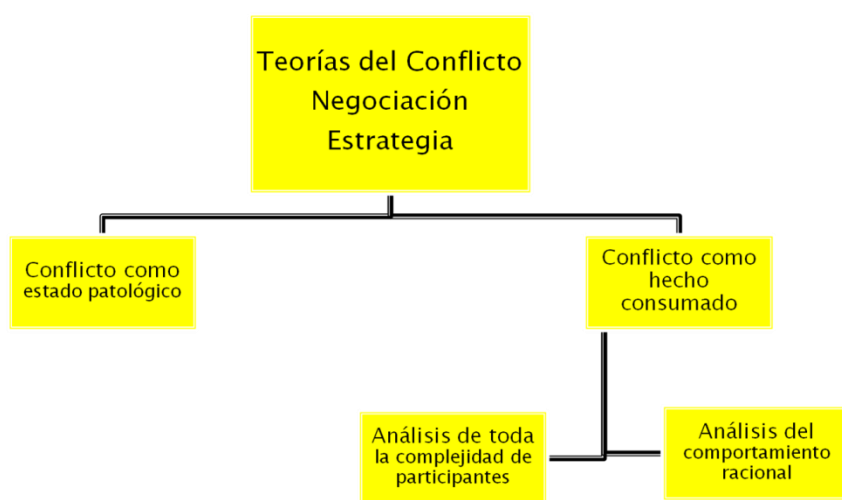 Teorías del Conflicto
Negociación
Estrategia
Conflicto como
estado patológico
Conflicto como
hecho
consumado
Análisis de toda
la complejidad de
participantes
Análisis del
comportamiento
racional